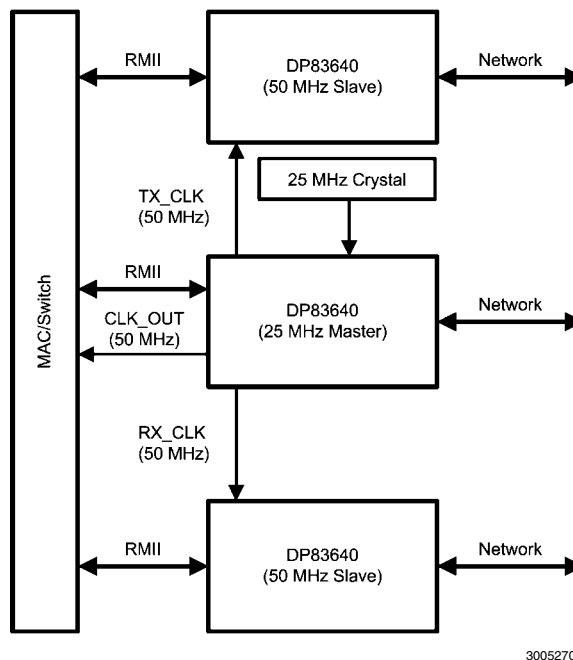 RMII
DP83640
(50 MHz Slave)
Network
25 MHz Crystal
TX_CLK
(50 MHz)
RMII
DP83640
(25 MHz Master)
Network
CLK_OUT
(50 MHz)
MAC/Switch
RX_CLK
(50 MHz)
RMII
DP83640
(50 MHz Slave)
Network
3005270